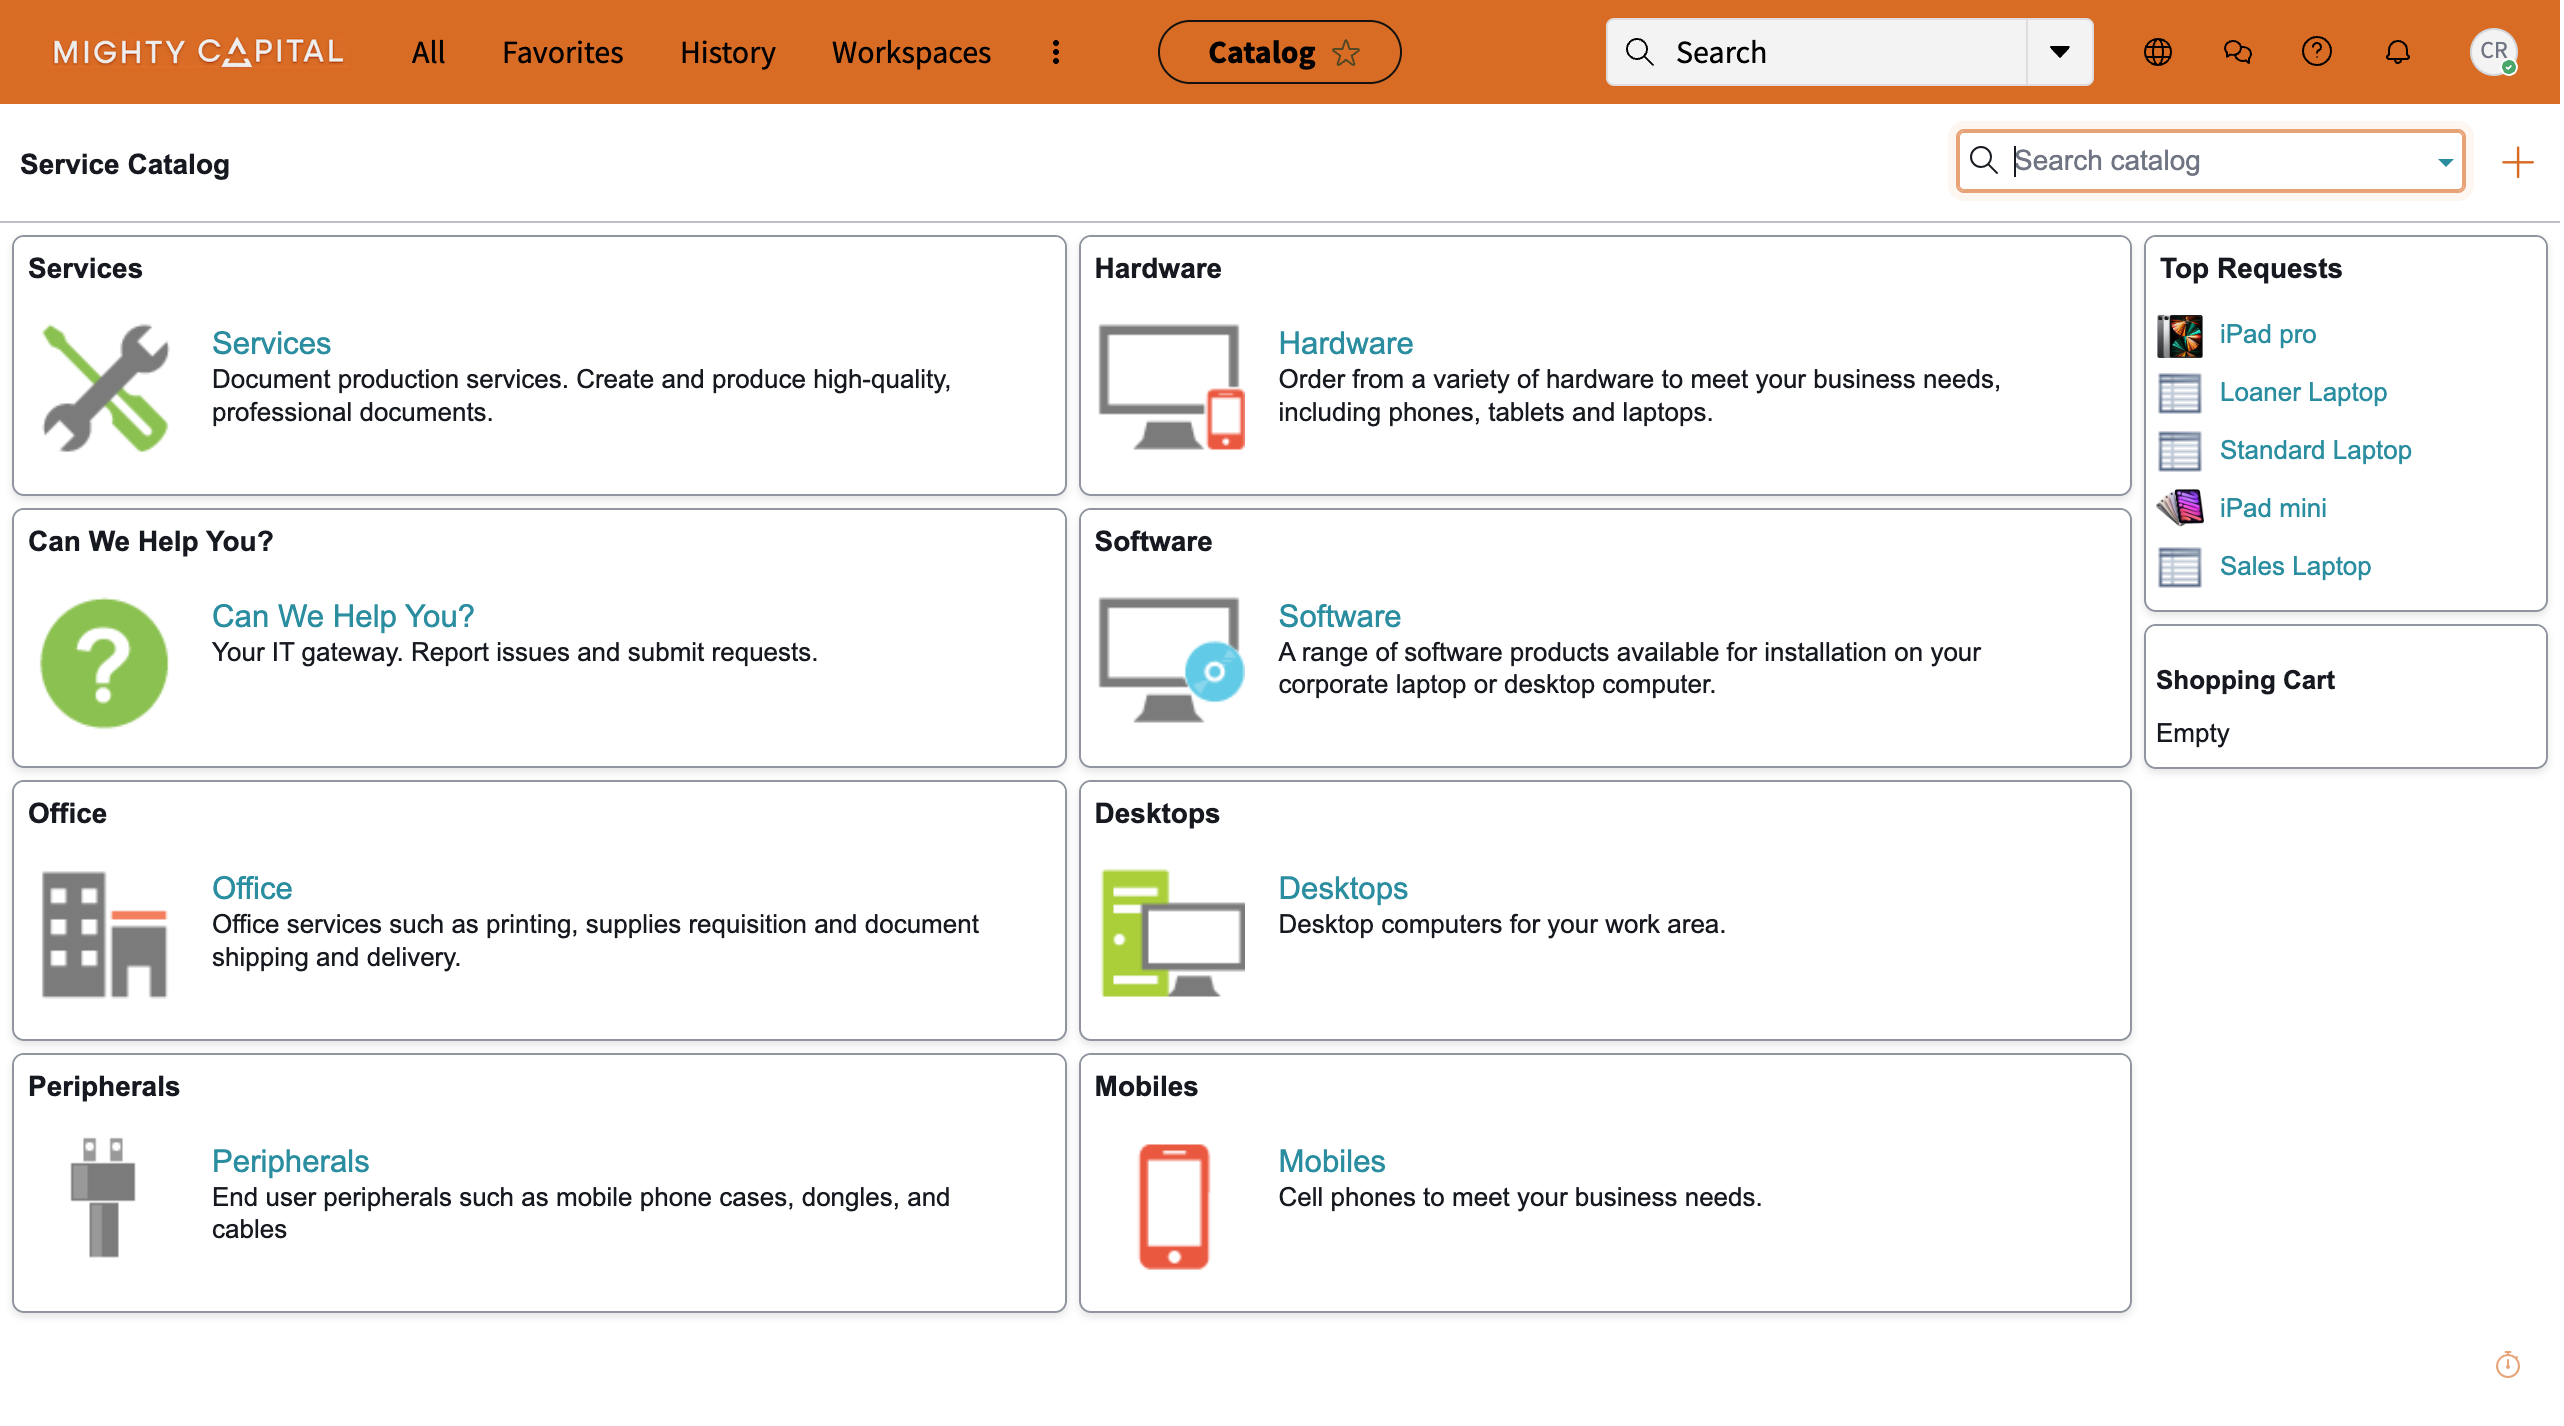 MIGHTY CAPITAL
All
Favorites
History
Workspaces
Catalog
Search
CR
Service Catalog
Search catalog
Services
Services
Document production services. Create and produce high-quality,
professional documents.
Hardware
Hardware
Order from a variety of hardware to meet your business needs,
including phones, tablets and laptops.
Can We Help You?
Can We Help You?
Your IT gateway. Report issues and submit requests.
Software
Software
A range of software products available for installation on your
corporate laptop or desktop computer.
Office
Office
Office services such as printing, supplies requisition and document
shipping and delivery.
Desktops
Desktops
Desktop computers for your work area.
Peripherals
Peripherals
End user peripherals such as mobile phone cases, dongles, and
cables
Mobiles
Mobiles
Cell phones to meet your business needs.
Top Requests
iPad pro
Loaner Laptop
Standard Laptop
iPad mini
Sales Laptop
Shopping Cart
Empty